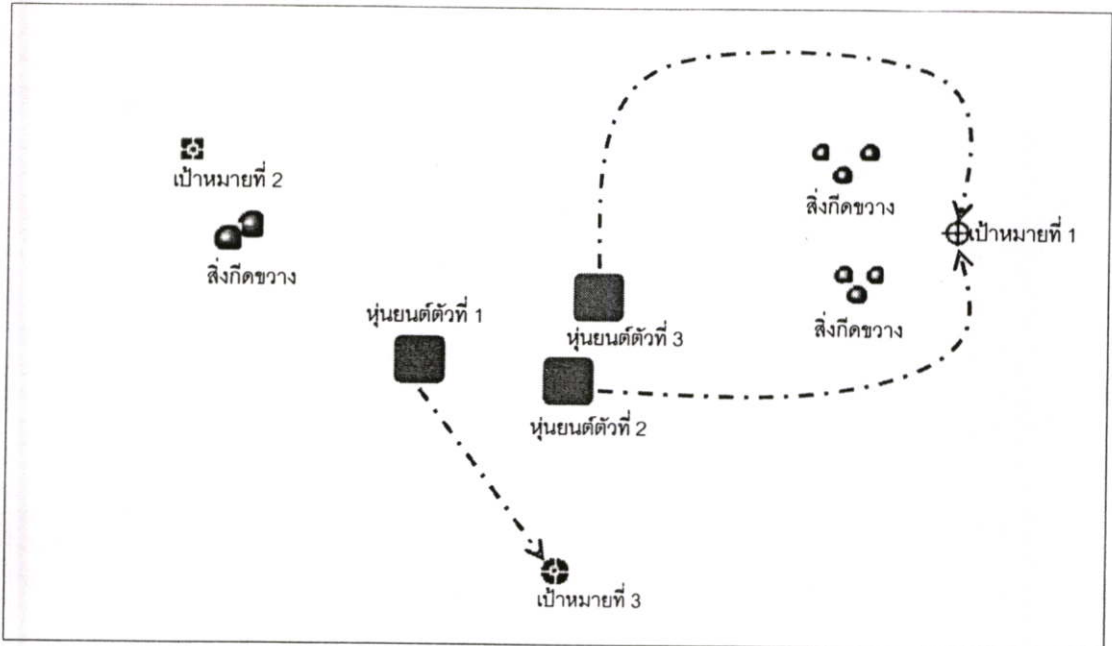 เป้าหมายที่ 2
สิ่งกีดขวาง
สิ่งกีดขวาง
เป้าหมายที่ 1
สิ่งกีดขวาง
หุ่นยนต์ตัวที่ 1
หุ่นยนต์ตัวที่ 3
หุ่นยนต์ตัวที่ 2
เป้าหมายที่ 3